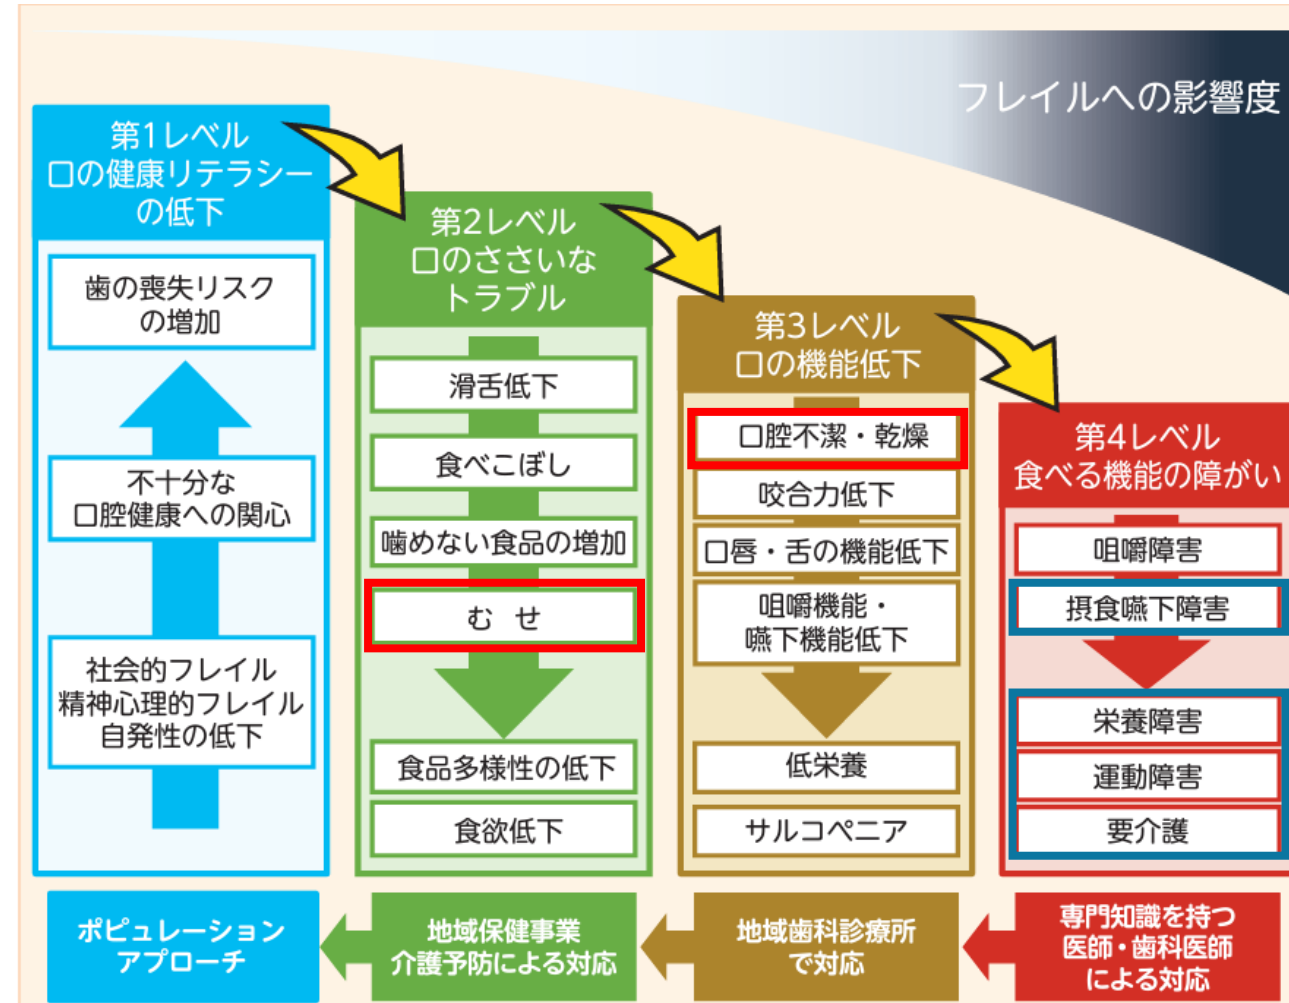 フレイルへの影響度
第1レベル
口の健康リテラシー
の低下
歯の喪失リスク
の増加
不十分な
口腔健康への関心
社会的フレイル
精神心理的フレイル
自発性の低下
ポピュレーション
アプローチ
第2レベル
口のささいな
トラブル
滑舌低下
食べこぼし
噛めない食品の増加
むせ
食品多様性の低下
食欲低下
地域保健事業
介護予防による対応
第3レベル
口の機能低下
口腔不潔・乾燥
咬合力低下
口唇・舌の機能低下
咀嚼機能・
嚥下機能低下
低栄養
サルコペニア
地域歯科診療所
で対応
第4レベル
食べる機能の障がい
咀嚼障害
摂食嚥下障害
栄養障害
運動障害
要介護
専門知識を持つ
医師・歯科医師
による対応